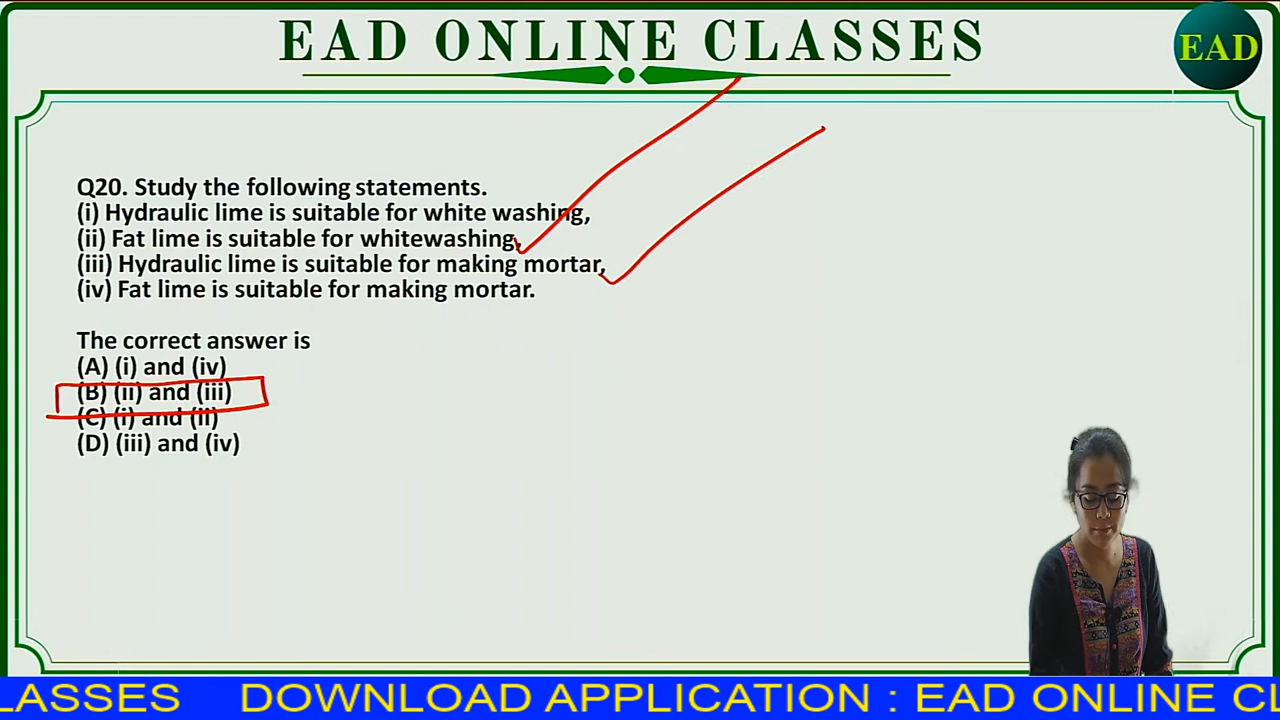 EAD ONLINE CLASSES
EAD
Q20. Study the following statements.
(i) Hydraulic lime is suitable for white washing,
(ii) Fat lime is suitable for whitewashing,
(iii) Hydraulic lime is suitable for making mortar,
(iv) Fat lime is suitable for making mortar.
The correct answer is
(A) (i) and (iv)
(B) (ii) and (iii)
(C) (i) and (ii)
(D) (iii) and (iv)
LASSES DOWNLOAD APPLICATION : EAD ONLINE CL